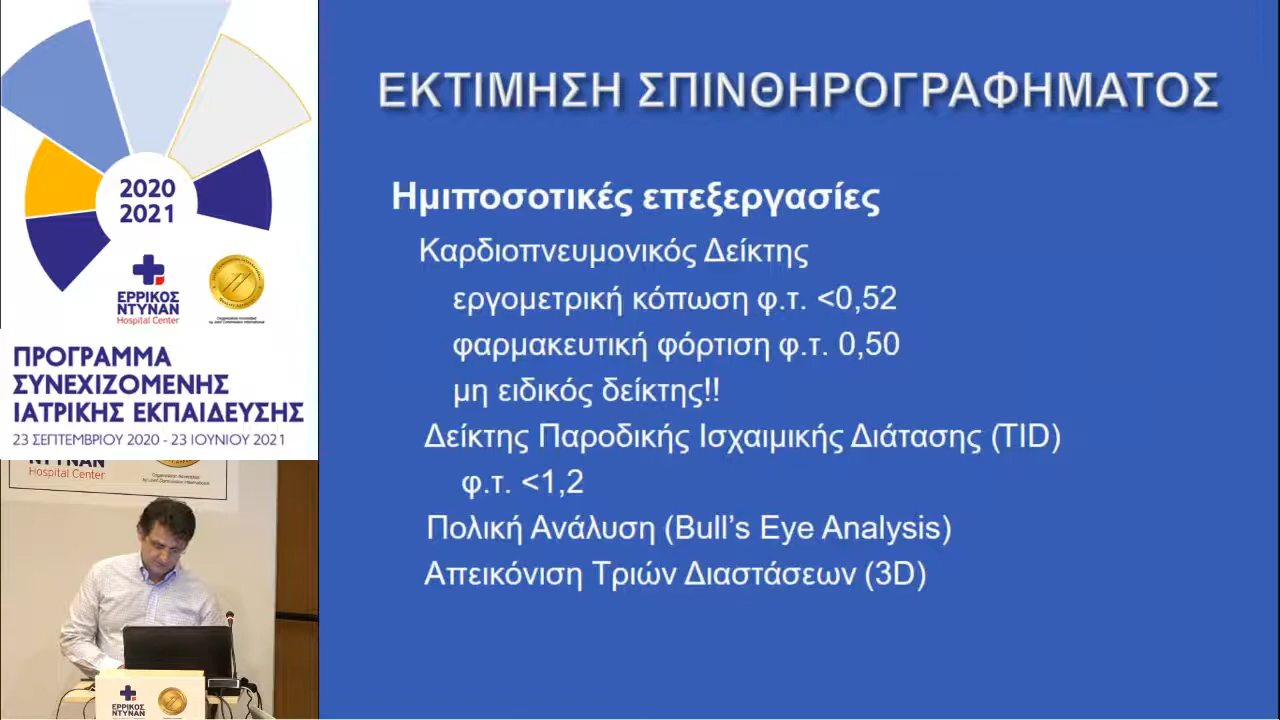 2020
2021
ΕΡΡΙΚΟΣ
ΝΤΥΝΑΝ
Hospital Center
ΠΡΟΓΡΑΜΜΑ
ΣΥΝΕΧΙΖΟΜΕΝΗΣ
ΙΑΤΡΙΚΗΣ ΕΚΠΑΙΔΕΥΣΗΣ
23 ΣΕΠΤΕΜΒΡΙΟΥ 2020 - 23 ΙΟΥΝΙΟΥ 2021
ΝΤΥΝΑΝ
Hospital Center
ΕΡΡΙΚΟΣ
ΝΤΥΝΑΝ
ΕΚΤΙΜΗΣΗ ΣΠΙΝΘΗΡΟΓΡΑΦΗΜΑΤΟΣ
Ημιποσοτικές επεξεργασίες
Καρδιοπνευμονικός Δείκτης
εργομετρική κόπωση φ.τ. <0,52
φαρμακευτική φόρτιση φ.τ. 0,50
μη ειδικός δείκτης!!
Δείκτης Παροδικής Ισχαιμικής Διάτασης (TID)
φ.τ. <1,2
Πολική Ανάλυση (Bull’s Eye Analysis)
Απεικόνιση Τριών Διαστάσεων (3D)